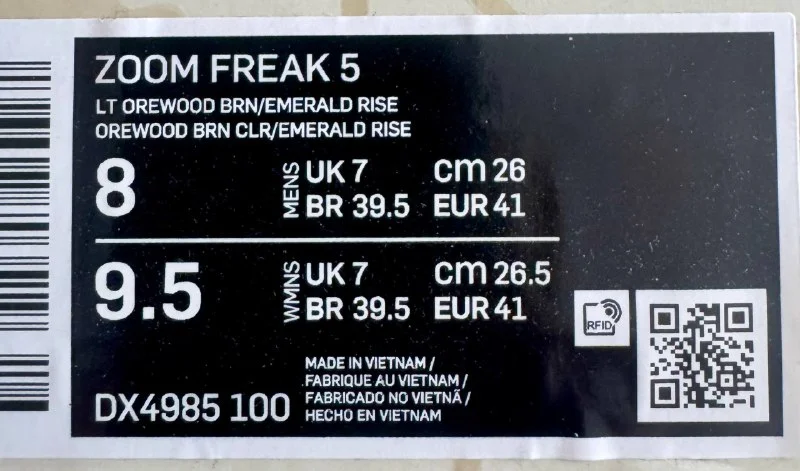 ZOOM FREAK 5
LT OREWOOD BRN/EMERALD RISE
OREWOOD BRN CLR/EMERALD RISE
8 MENS UK 7 cm 26
BR 39.5 EUR 41
9.5 WMNS UK 7 cm 26.5
BR 39.5 EUR 41
RFID
MADE IN VIETNAM /
FABRIQUE AU VIETNAM /
FABRICADO NO VIETNÃ /
DX4985 100 HECHO EN VIETNAM